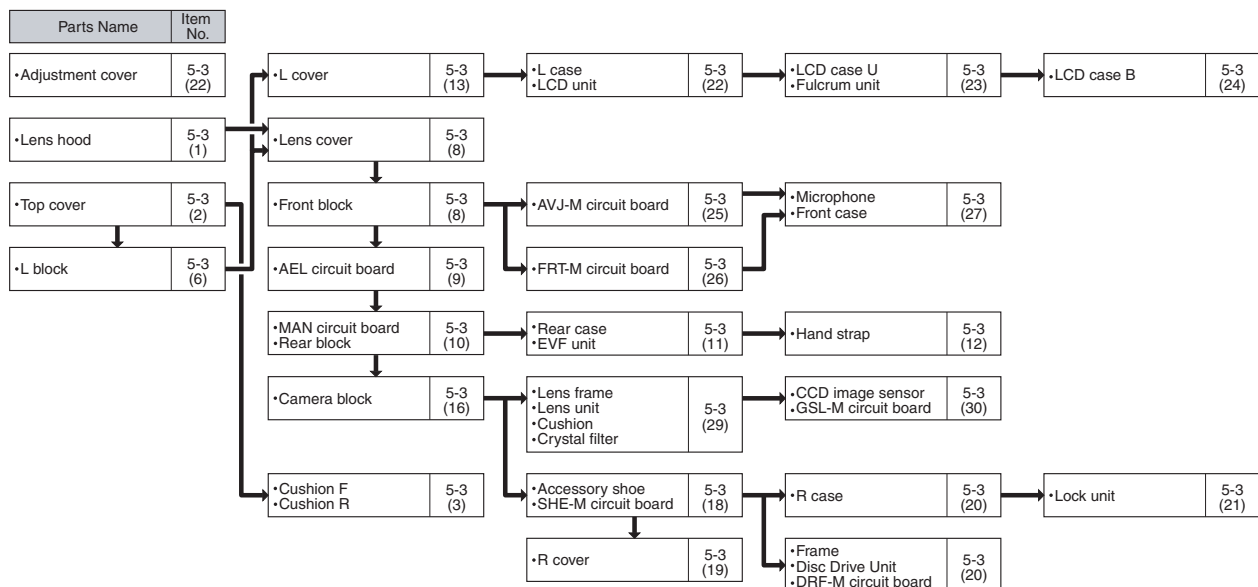 Parts Name
Item
No.
•Adjustment cover
5-3
(22)
•L cover
5-3
(13)
•L case
•LCD unit
5-3
(22)
•LCD case U
•Fulcrum unit
5-3
(23)
•LCD case B
5-3
(24)
•Lens hood
5-3
(1)
•Lens cover
5-3
(8)
•Top cover
5-3
(2)
•Front block
5-3
(8)
•AVJ-M circuit board
5-3
(25)
•Microphone
•Front case
5-3
(27)
•L block
5-3
(6)
•AEL circuit board
5-3
(9)
•FRT-M circuit board
5-3
(26)
•MAN circuit board
•Rear block
5-3
(10)
•Rear case
•EVF unit
5-3
(11)
•Hand strap
5-3
(12)
•Camera block
5-3
(16)
•Lens frame
•Lens unit
•Cushion
•Crystal filter
5-3
(29)
•CCD image sensor
•GSL-M circuit board
5-3
(30)
•Cushion F
•Cushion R
5-3
(3)
•Accessory shoe
•SHE-M circuit board
5-3
(18)
•R case
5-3
(20)
•Lock unit
5-3
(21)
•R cover
5-3
(19)
•Frame
•Disc Drive Unit
•DRF-M circuit board
5-3
(20)